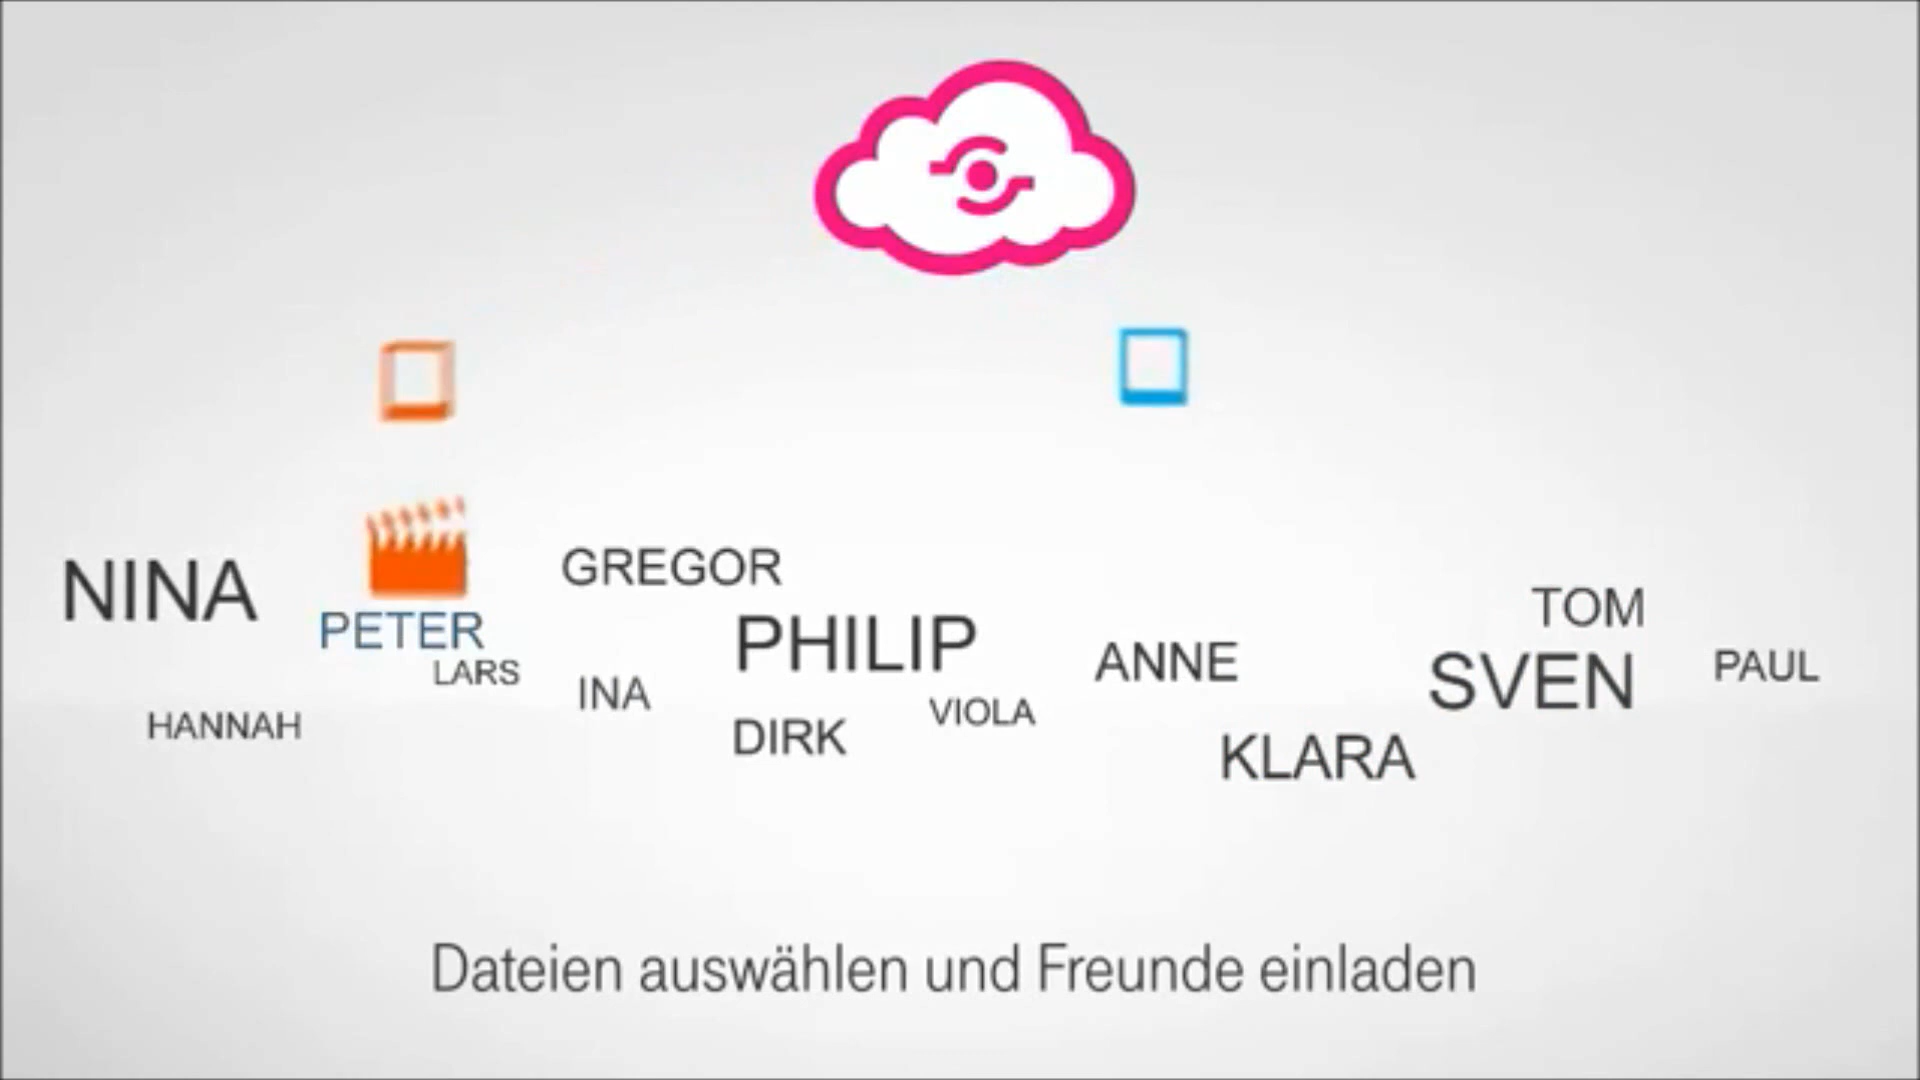 NINA
GREGOR
PETER
TOM
PHILIP
LARS
ANNE
SVEN
PAUL
INA
HANNAH
DIRK
VIOLA
KLARA
Dateien auswählen und Freunde einladen